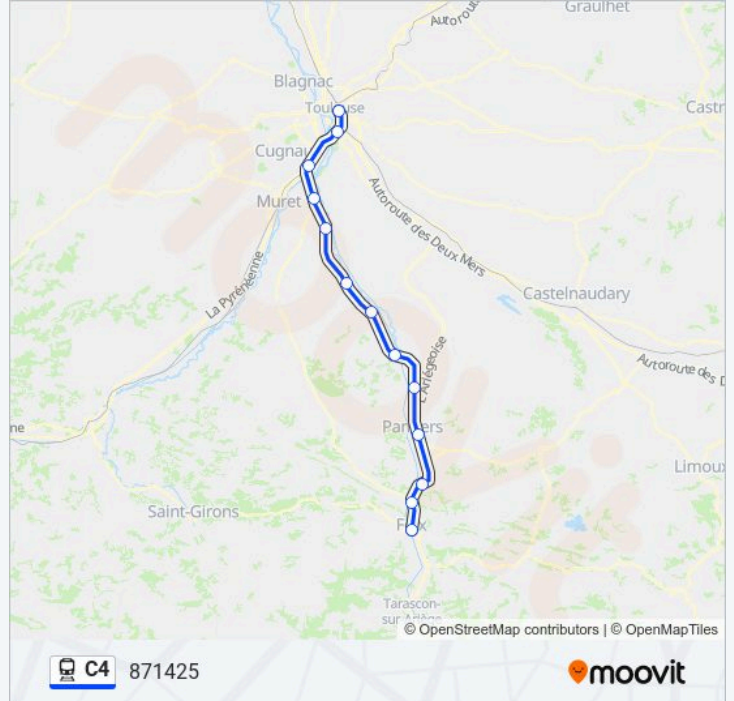 Graulhet
Autorou
Blagnac
Toulouse
Castr
Cugnau
Muret
Autoroute des Deux Mers
La Pyrénéenne
Castelnaudary
L'Ariégeoise
Autoroute des D
ne
Pamiers
Limoux
Saint-Girons
Foix
Tarascon-
sur-Ariège
© OpenStreetMap contributors | © OpenMapTiles
C4 871425
moovit